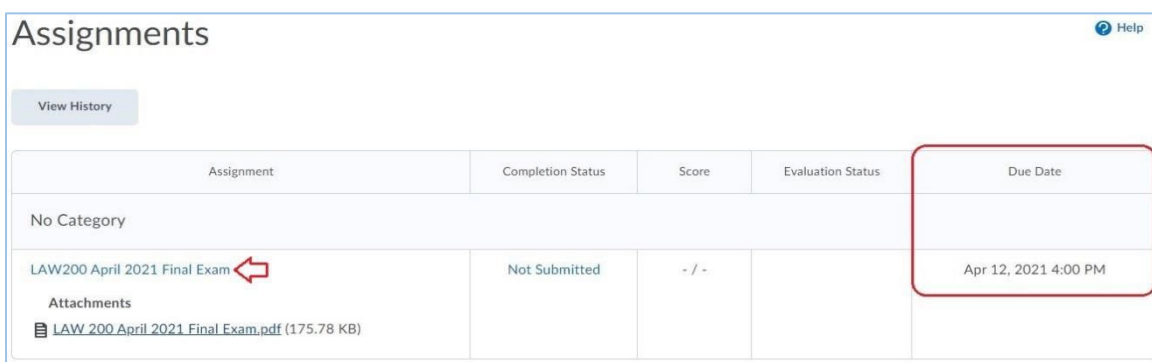 Assignments
Help
View History
Assignment Completion Status Score Evaluation Status Due Date
No Category
LAW200 April 2021 Final Exam Not Submitted - / - Apr 12, 2021 4:00 PM
Attachments
LAW 200 April 2021 Final Exam.pdf (175.78 KB)